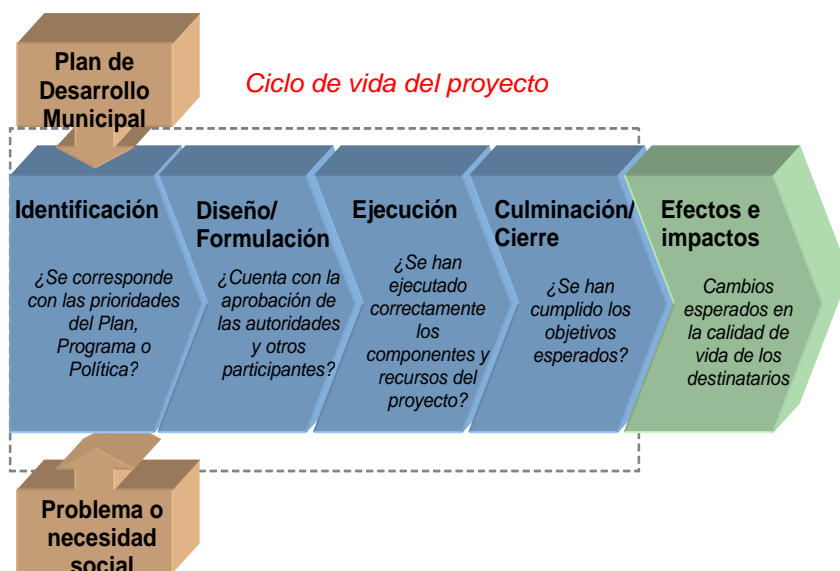 Plan de
Desarrollo
Municipal
Ciclo de vida del proyecto
Identificación
¿Se corresponde
con las prioridades
del Plan,
Programa o
Política?
Diseño/
Formulación
¿Cuenta con la
aprobación de
las autoridades
y otros
participantes?
Ejecución
¿Se han
ejecutado
correctamente
los
componentes y
recursos del
proyecto?
Culminación/
Cierre
¿Se han
cumplido los
objetivos
esperados?
Efectos e
impactos
Cambios
esperados en
la calidad de
vida de los
destinatarios
Problema o
necesidad
social